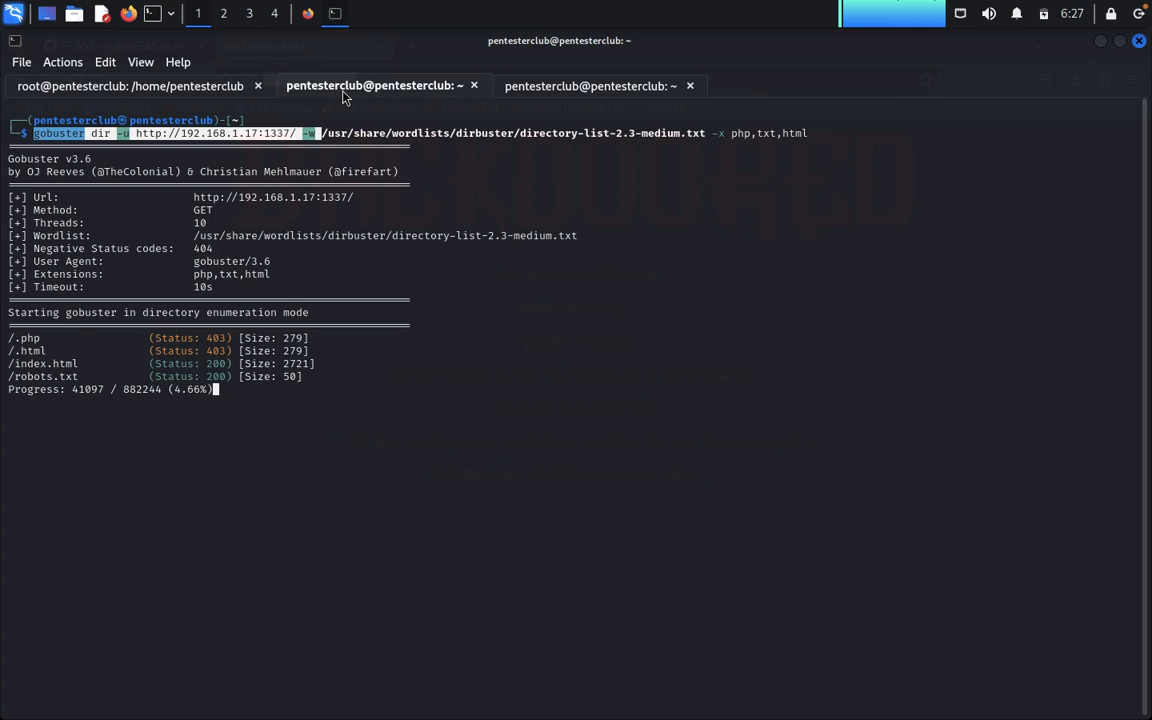 1 2 3 4 6:27
pentesterclub@pentesterclub: ~
File Actions Edit View Help
root@pentesterclub: /home/pentesterclub × pentesterclub@pentesterclub: ~ × pentesterclub@pentesterclub: ~ ×
┌──(pentesterclub㉿pentesterclub)-[~]
└─$ gobuster dir -u http://192.168.1.17:1337/ -w /usr/share/wordlists/dirbuster/directory-list-2.3-medium.txt -x php,txt,html
===============================================================
Gobuster v3.6
by OJ Reeves (@TheColonial) & Christian Mehlmauer (@firefart)
===============================================================
[+] Url: http://192.168.1.17:1337/
[+] Method: GET
[+] Threads: 10
[+] Wordlist: /usr/share/wordlists/dirbuster/directory-list-2.3-medium.txt
[+] Negative Status codes: 404
[+] User Agent: gobuster/3.6
[+] Extensions: php,txt,html
[+] Timeout: 10s
===============================================================
Starting gobuster in directory enumeration mode
===============================================================
/.php (Status: 403) [Size: 279]
/.html (Status: 403) [Size: 279]
/index.html (Status: 200) [Size: 2721]
/robots.txt (Status: 200) [Size: 50]
Progress: 41097 / 882244 (4.66%)